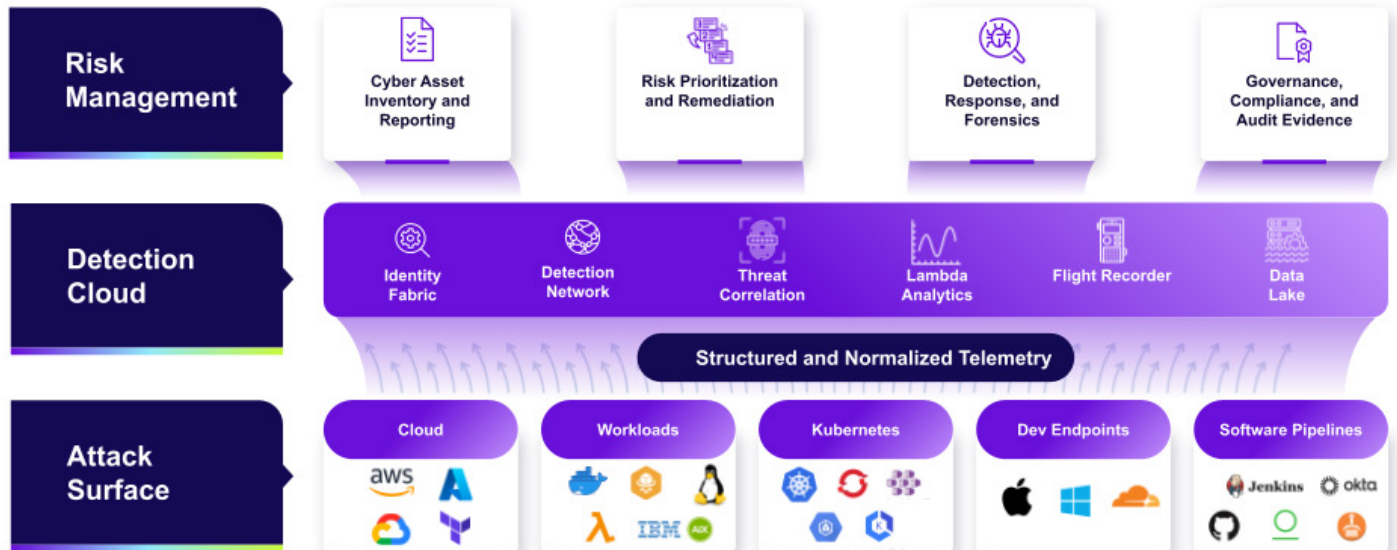 Risk
Management
Cyber Asset
Inventory and
Reporting
Risk Prioritization
and Remediation
Detection,
Response, and
Forensics
Governance,
Compliance, and
Audit Evidence
Detection
Cloud
Identity
Fabric
Detection
Network
Threat
Correlation
Lambda
Analytics
Flight Recorder
Data
Lake
Structured and Normalized Telemetry
Attack
Surface
Cloud
Workloads
Kubernetes
Dev Endpoints
Software Pipelines
aws
IBM
AIX
Jenkins
okta